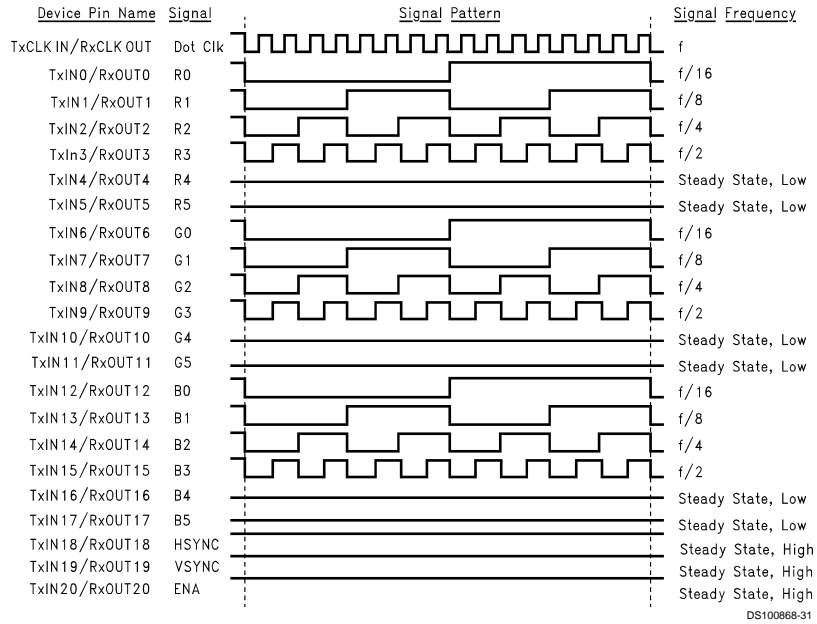 Device Pin Name Signal Signal Pattern Signal Frequency
TxCLK IN/RxCLK OUT Dot Clk f
TxIN0/RxOUT0 R0 f/16
TxIN1/RxOUT1 R1 f/8
TxIN2/RxOUT2 R2 f/4
TxIn3/RxOUT3 R3 f/2
TxIN4/RxOUT4 R4 Steady State, Low
TxIN5/RxOUT5 R5 Steady State, Low
TxIN6/RxOUT6 G0 f/16
TxIN7/RxOUT7 G1 f/8
TxIN8/RxOUT8 G2 f/4
TxIN9/RxOUT9 G3 f/2
TxIN10/RxOUT10 G4 Steady State, Low
TxIN11/RxOUT11 G5 Steady State, Low
TxIN12/RxOUT12 B0 f/16
TxIN13/RxOUT13 B1 f/8
TxIN14/RxOUT14 B2 f/4
TxIN15/RxOUT15 B3 f/2
TxIN16/RxOUT16 B4 Steady State, Low
TxIN17/RxOUT17 B5 Steady State, Low
TxIN18/RxOUT18 HSYNC Steady State, High
TxIN19/RxOUT19 VSYNC Steady State, High
TxIN20/RxOUT20 ENA Steady State, High
DS100868-31